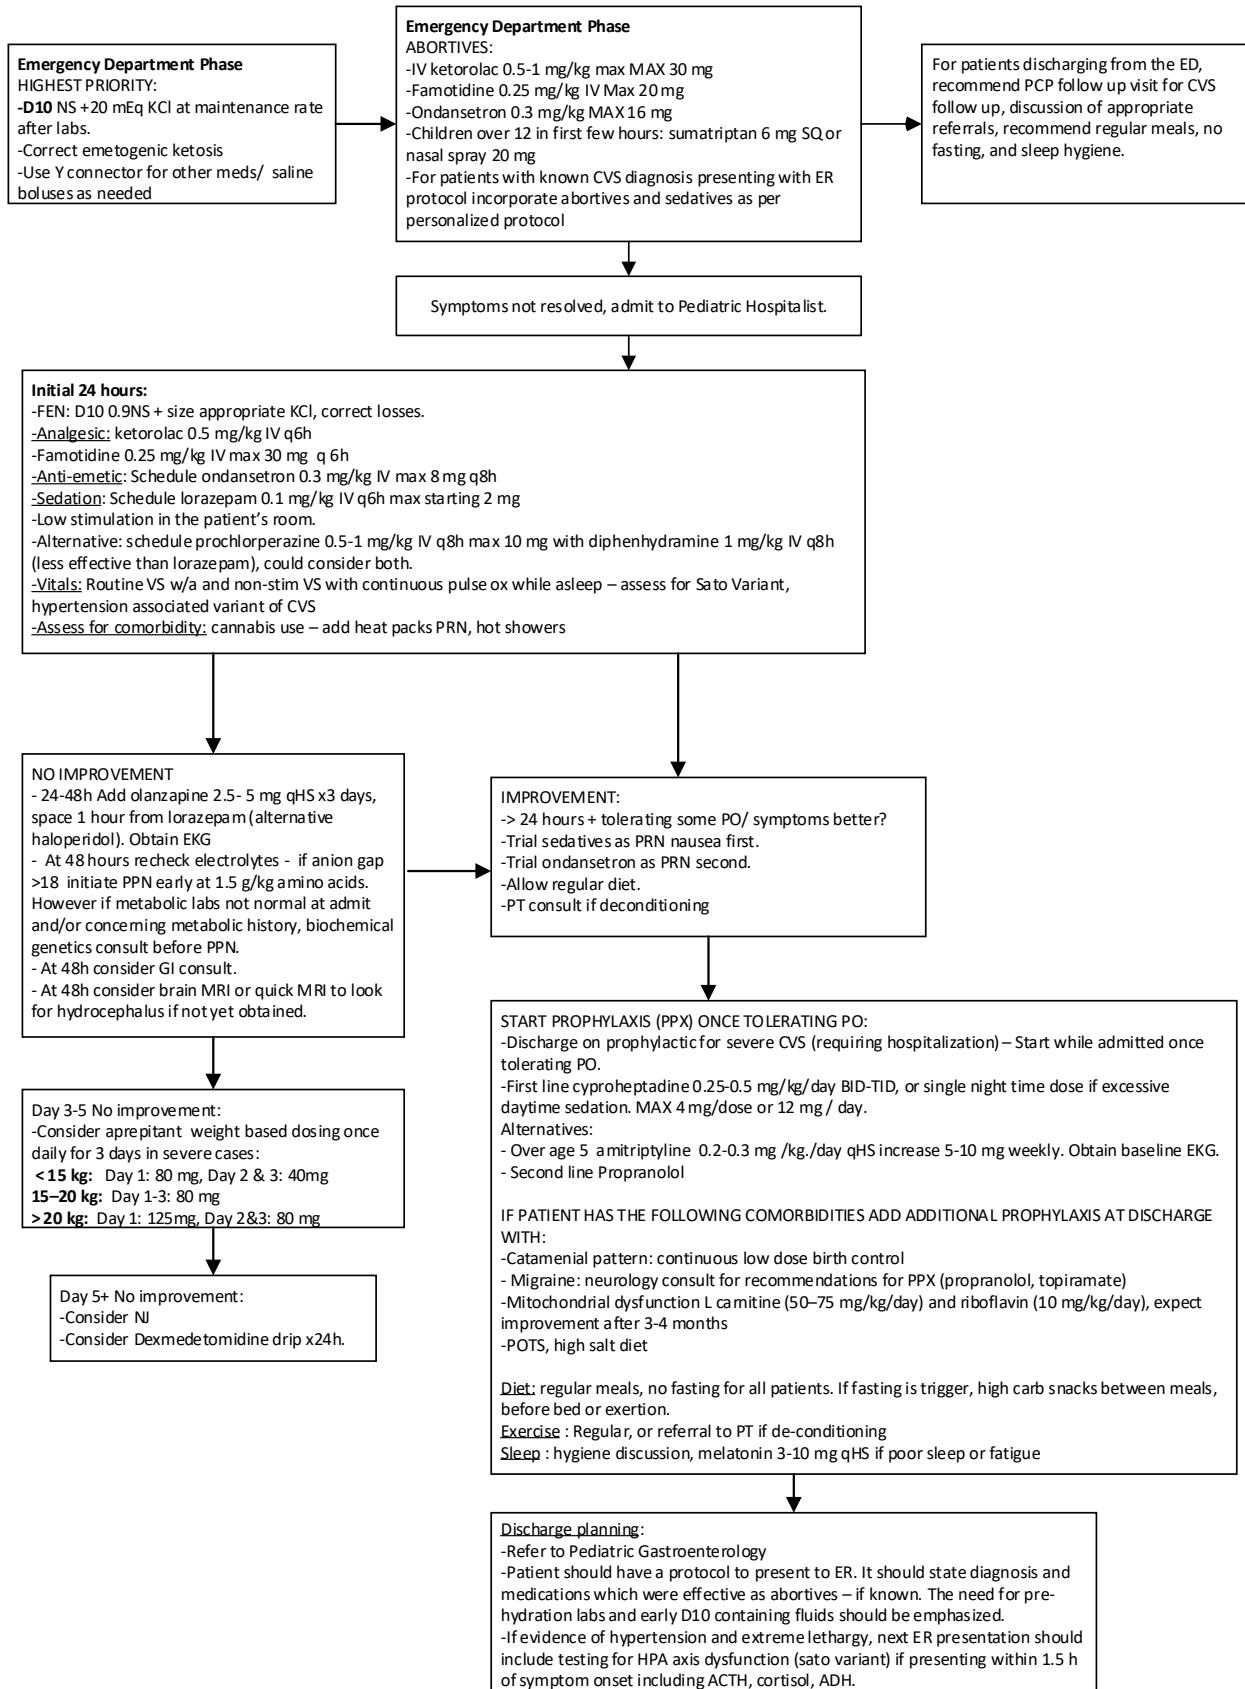 Emergency Department Phase
HIGHEST PRIORITY:
-D10 NS +20 mEq KCl at maintenance rate
after labs.
-Correct emetogenic ketosis
-Use Y connector for other meds/ saline
boluses as needed
Emergency Department Phase
ABORTIVES:
-IV ketorolac 0.5-1 mg/kg max MAX 30 mg
-Famotidine 0.25 mg/kg IV Max 20 mg
-Ondansetron 0.3 mg/kg MAX 16 mg
-Children over 12 in first few hours: sumatriptan 6 mg SQ or
nasal spray 20 mg
-For patients with known CVS diagnosis presenting with ER
protocol incorporate abortives and sedatives as per
personalized protocol
For patients discharging from the ED,
recommend PCP follow up visit for CVS
follow up, discussion of appropriate
referrals, recommend regular meals, no
fasting, and sleep hygiene.
Symptoms not resolved, admit to Pediatric Hospitalist.
Initial 24 hours:
-FEN: D10 0.9NS + size appropriate KCl, correct losses.
-Analgesic: ketorolac 0.5 mg/kg IV q6h
-Famotidine 0.25 mg/kg IV max 30 mg q 6h
-Anti-emetic: Schedule ondansetron 0.3 mg/kg IV max 8 mg q8h
-Sedation: Schedule lorazepam 0.1 mg/kg IV q6h max starting 2 mg
-Low stimulation in the patient's room.
-Alternative: schedule prochlorperazine 0.5-1 mg/kg IV q8h max 10 mg with diphenhydramine 1 mg/kg IV q8h
(less effective than lorazepam), could consider both.
-Vitals: Routine VS w/a and non-stim VS with continuous pulse ox while asleep – assess for Sato Variant,
hypertension associated variant of CVS
-Assess for comorbidity: cannabis use – add heat packs PRN, hot showers
NO IMPROVEMENT
- 24-48h Add olanzapine 2.5- 5 mg qHS x3 days,
space 1 hour from lorazepam (alternative
haloperidol). Obtain EKG
- At 48 hours recheck electrolytes - if anion gap
>18 initiate PPN early at 1.5 g/kg amino acids.
However if metabolic labs not normal at admit
and/or concerning metabolic history, biochemical
genetics consult before PPN.
- At 48h consider GI consult.
- At 48h consider brain MRI or quick MRI to look
for hydrocephalus if not yet obtained.
IMPROVEMENT:
-> 24 hours + tolerating some PO/ symptoms better?
-Trial sedatives as PRN nausea first.
-Trial ondansetron as PRN second.
-Allow regular diet.
-PT consult if deconditioning
Day 3-5 No improvement:
-Consider aprepitant weight based dosing once
daily for 3 days in severe cases:
< 15 kg: Day 1: 80 mg, Day 2 & 3: 40mg
15–20 kg: Day 1-3: 80 mg
> 20 kg: Day 1: 125mg, Day 2&3: 80 mg
Day 5+ No improvement:
-Consider NJ
-Consider Dexmedetomidine drip x24h.
START PROPHYLAXIS (PPX) ONCE TOLERATING PO:
-Discharge on prophylactic for severe CVS (requiring hospitalization) – Start while admitted once
tolerating PO.
-First line cyproheptadine 0.25-0.5 mg/kg/day BID-TID, or single night time dose if excessive
daytime sedation. MAX 4 mg/dose or 12 mg / day.
Alternatives:
- Over age 5 amitriptyline 0.2-0.3 mg /kg./day qHS increase 5-10 mg weekly. Obtain baseline EKG.
- Second line Propranolol
IF PATIENT HAS THE FOLLOWING COMORBIDITIES ADD ADDITIONAL PROPHYLAXIS AT DISCHARGE
WITH:
-Catamenial pattern: continuous low dose birth control
- Migraine: neurology consult for recommendations for PPX (propranolol, topiramate)
-Mitochondrial dysfunction L carnitine (50–75 mg/kg/day) and riboflavin (10 mg/kg/day), expect
improvement after 3-4 months
-POTS, high salt diet
Diet: regular meals, no fasting for all patients. If fasting is trigger, high carb snacks between meals,
before bed or exertion.
Exercise : Regular, or referral to PT if de-conditioning
Sleep : hygiene discussion, melatonin 3-10 mg qHS if poor sleep or fatigue
Discharge planning:
-Refer to Pediatric Gastroenterology
-Patient should have a protocol to present to ER. It should state diagnosis and
medications which were effective as abortives – if known. The need for pre-
hydration labs and early D10 containing fluids should be emphasized.
-If evidence of hypertension and extreme lethargy, next ER presentation should
include testing for HPA axis dysfunction (sato variant) if presenting within 1.5 h
of symptom onset including ACTH, cortisol, ADH.